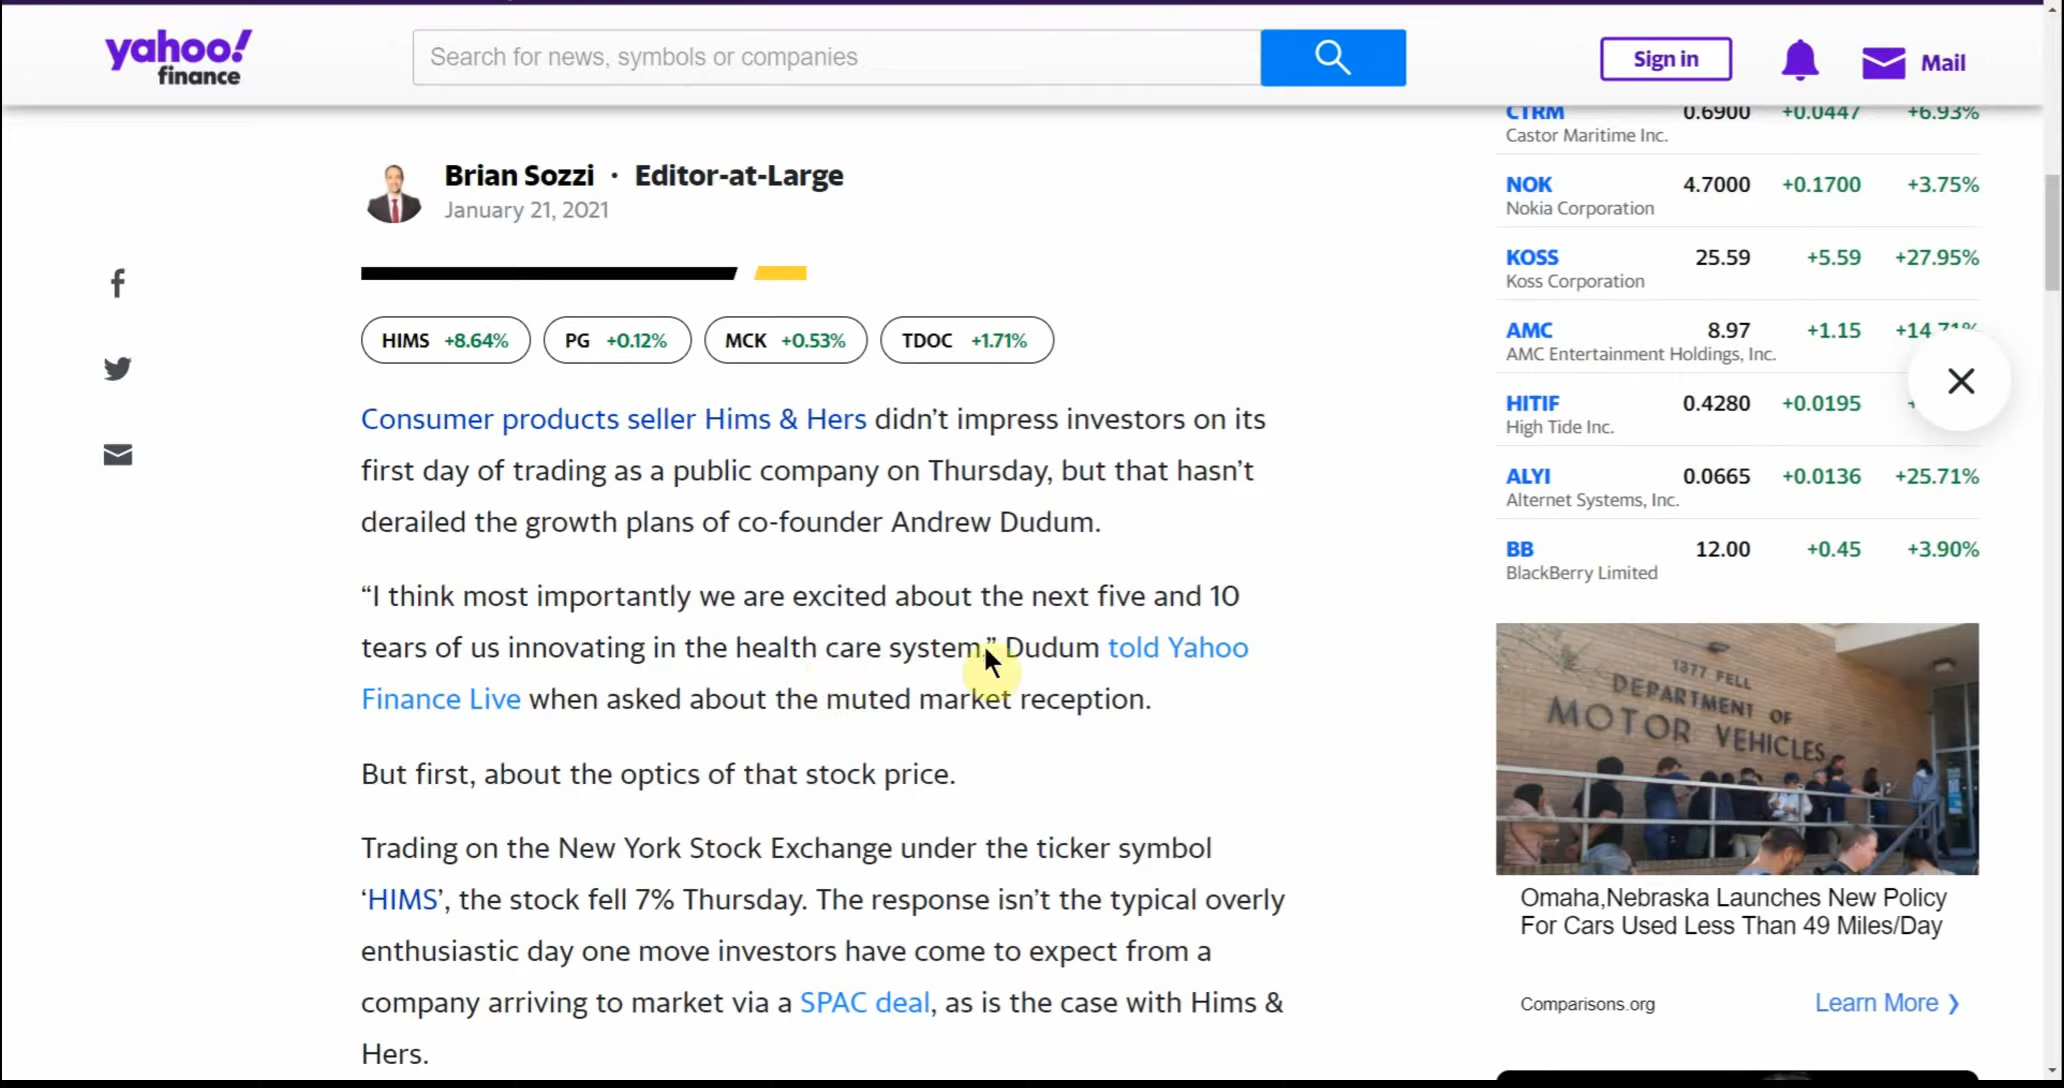 yahoo!
finance
Search for news, symbols or companies
Sign in
Mail
Brian Sozzi · Editor-at-Large
January 21, 2021
HIMS +8.64%
PG +0.12%
MCK +0.53%
TDOC +1.71%
Consumer products seller Hims & Hers didn’t impress investors on its
first day of trading as a public company on Thursday, but that hasn’t
derailed the growth plans of co-founder Andrew Dudum.
“I think most importantly we are excited about the next five and 10
tears of us innovating in the health care system,” Dudum told Yahoo
Finance Live when asked about the muted market reception.
But first, about the optics of that stock price.
Trading on the New York Stock Exchange under the ticker symbol
‘HIMS’, the stock fell 7% Thursday. The response isn’t the typical overly
enthusiastic day one move investors have come to expect from a
company arriving to market via a SPAC deal, as is the case with Hims &
Hers.
CTRM 0.6900 +0.0447 +6.93%
Castor Maritime Inc.
NOK 4.7000 +0.1700 +3.75%
Nokia Corporation
KOSS 25.59 +5.59 +27.95%
Koss Corporation
AMC 8.97 +1.15 +14.71%
AMC Entertainment Holdings, Inc.
HITIF 0.4280 +0.0195
High Tide Inc.
ALYI 0.0665 +0.0136 +25.71%
Alternet Systems, Inc.
BB 12.00 +0.45 +3.90%
BlackBerry Limited
1377 FELL
DEPARTMENT OF
MOTOR VEHICLES
Omaha,Nebraska Launches New Policy
For Cars Used Less Than 49 Miles/Day
Comparisons.org
Learn More ❯